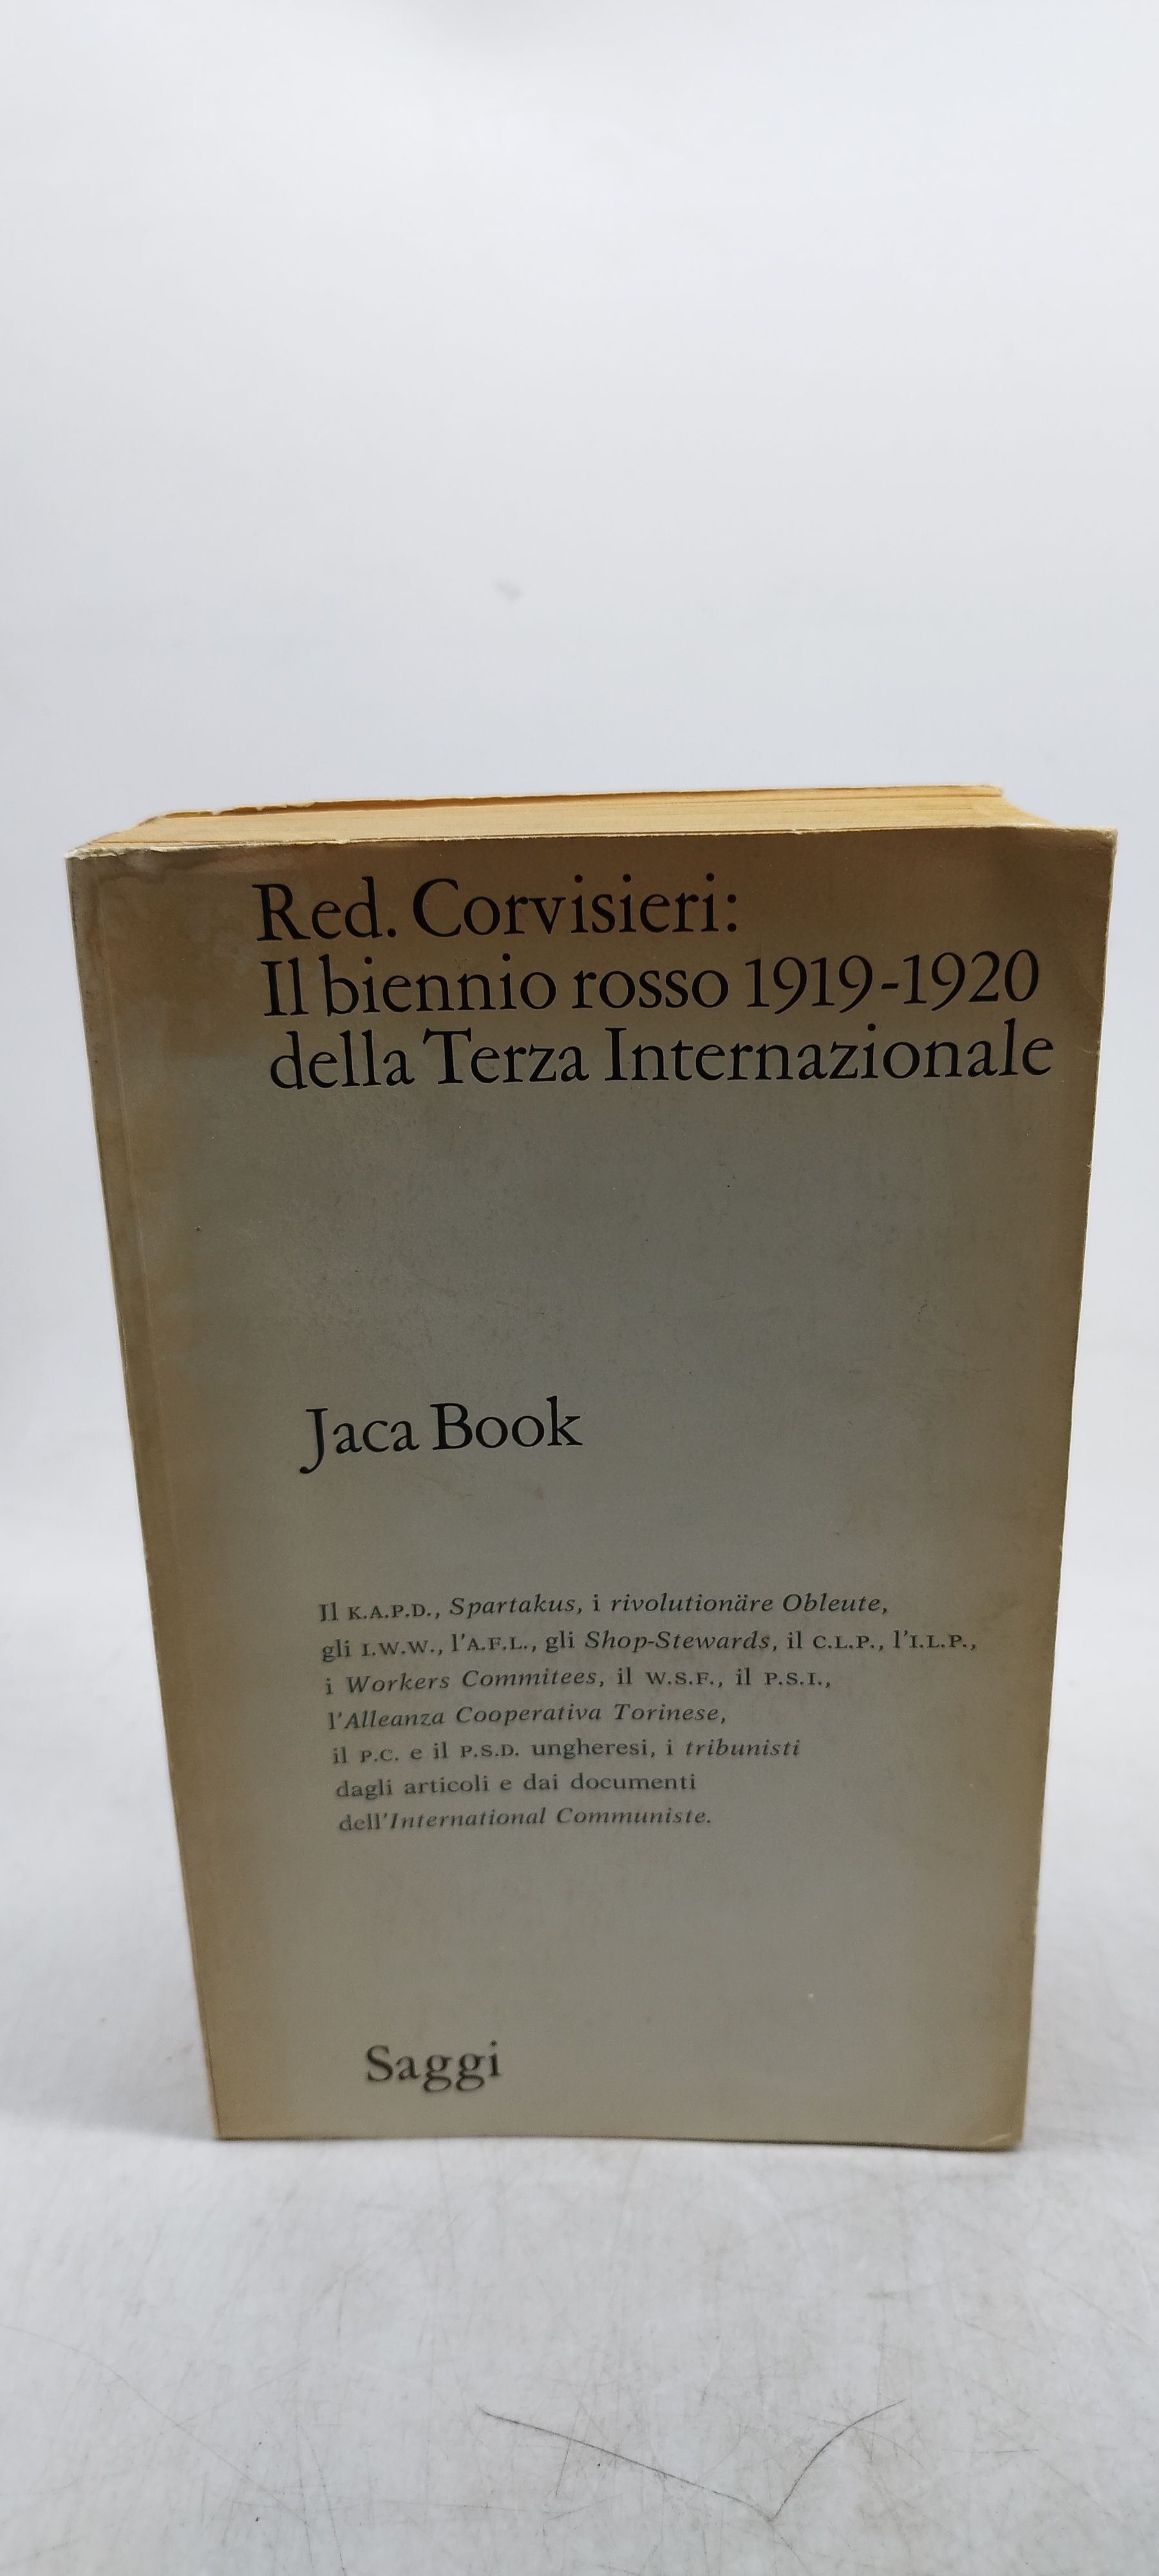 Red. Corvisieri:
Il biennio rosso 1919-1920
della Terza Internazionale
Jaca Book
Il K.A.P.D., Spartakus, i rivolutionäre Obleute,
gli I.W.W., l'A.F.L., gli Shop-Stewards, il C.L.P., l'I.L.P.,
i Workers Commitees, il W.S.F., il P.S.I.,
l'Alleanza Cooperativa Torinese,
il P.C. e il P.S.D. ungheresi, i tribunisti
dagli articoli e dai documenti
dell'International Communiste.
Saggi